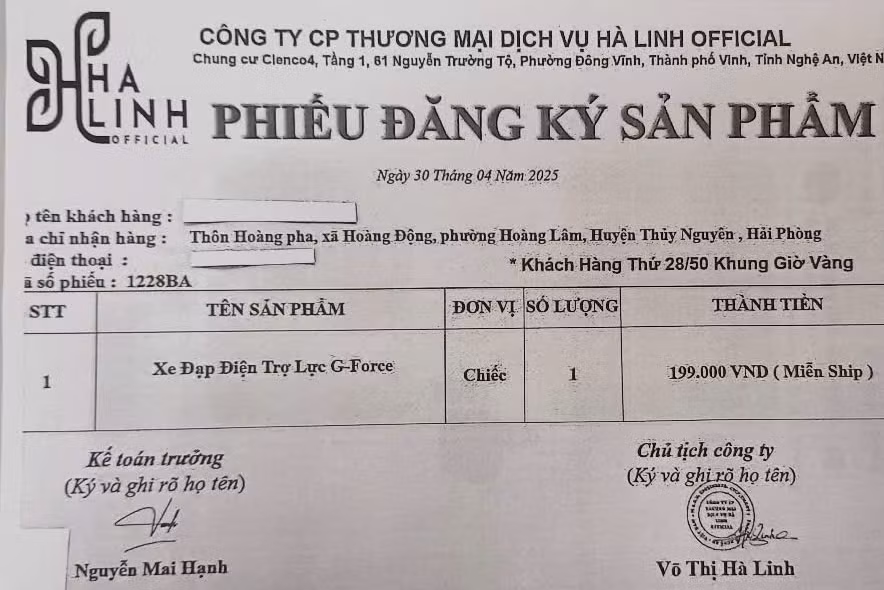 HA
LINH
OFFICIAL
CÔNG TY CP THƯƠNG MẠI DỊCH VỤ HÀ LINH OFFICIAL
Chung cư Cienco4, Tầng 1, 61 Nguyễn Trường Tộ, Phường Đông Vĩnh, Thành phố Vinh, Tỉnh Nghệ An, Việt N
PHIẾU ĐĂNG KÝ SẢN PHẨM
Ngày 30 Tháng 04 Năm 2025
tên khách hàng :
a chỉ nhận hàng : Thôn Hoàng pha, xã Hoàng Động, phường Hoàng Lâm, Huyện Thủy Nguyên , Hải Phòng
điện thoại :
* Khách Hàng Thứ 28/50 Khung Giờ Vàng
ã số phiếu : 1228BA
STT TÊN SẢN PHẨM ĐƠN VỊ SỐ LƯỢNG THÀNH TIỀN
1 Xe Đạp Điện Trợ Lực G-Force Chiếc 1 199.000 VND ( Miễn Ship )
Kế toán trưởng Chủ tịch công ty
(Ký và ghi rõ họ tên) (Ký và ghi rõ họ tên)
Nguyễn Mai Hạnh Võ Thị Hà Linh